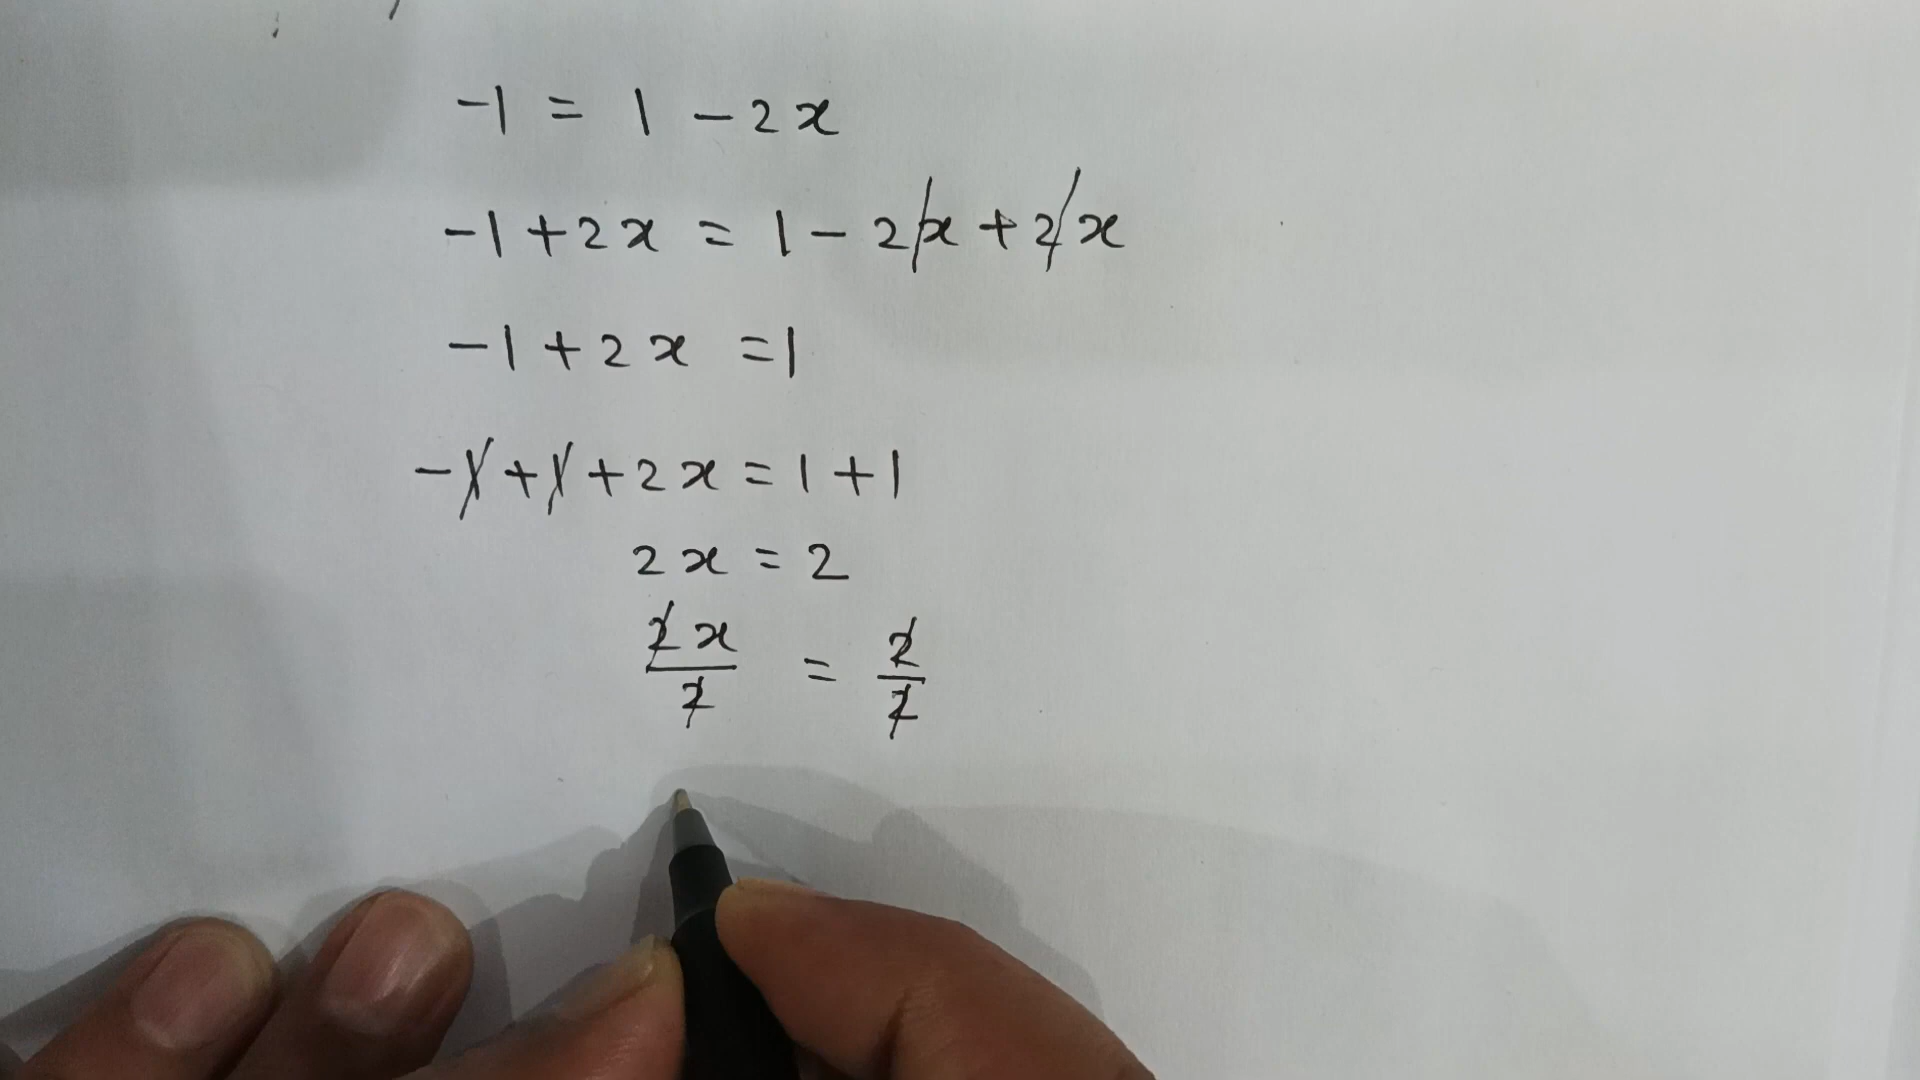 -1 = 1 - 2x
-1 + 2x = 1 - 2x + 2x
-1 + 2x = 1
-1 + 1 + 2x = 1 + 1
2x = 2
2x/2 = 2/2